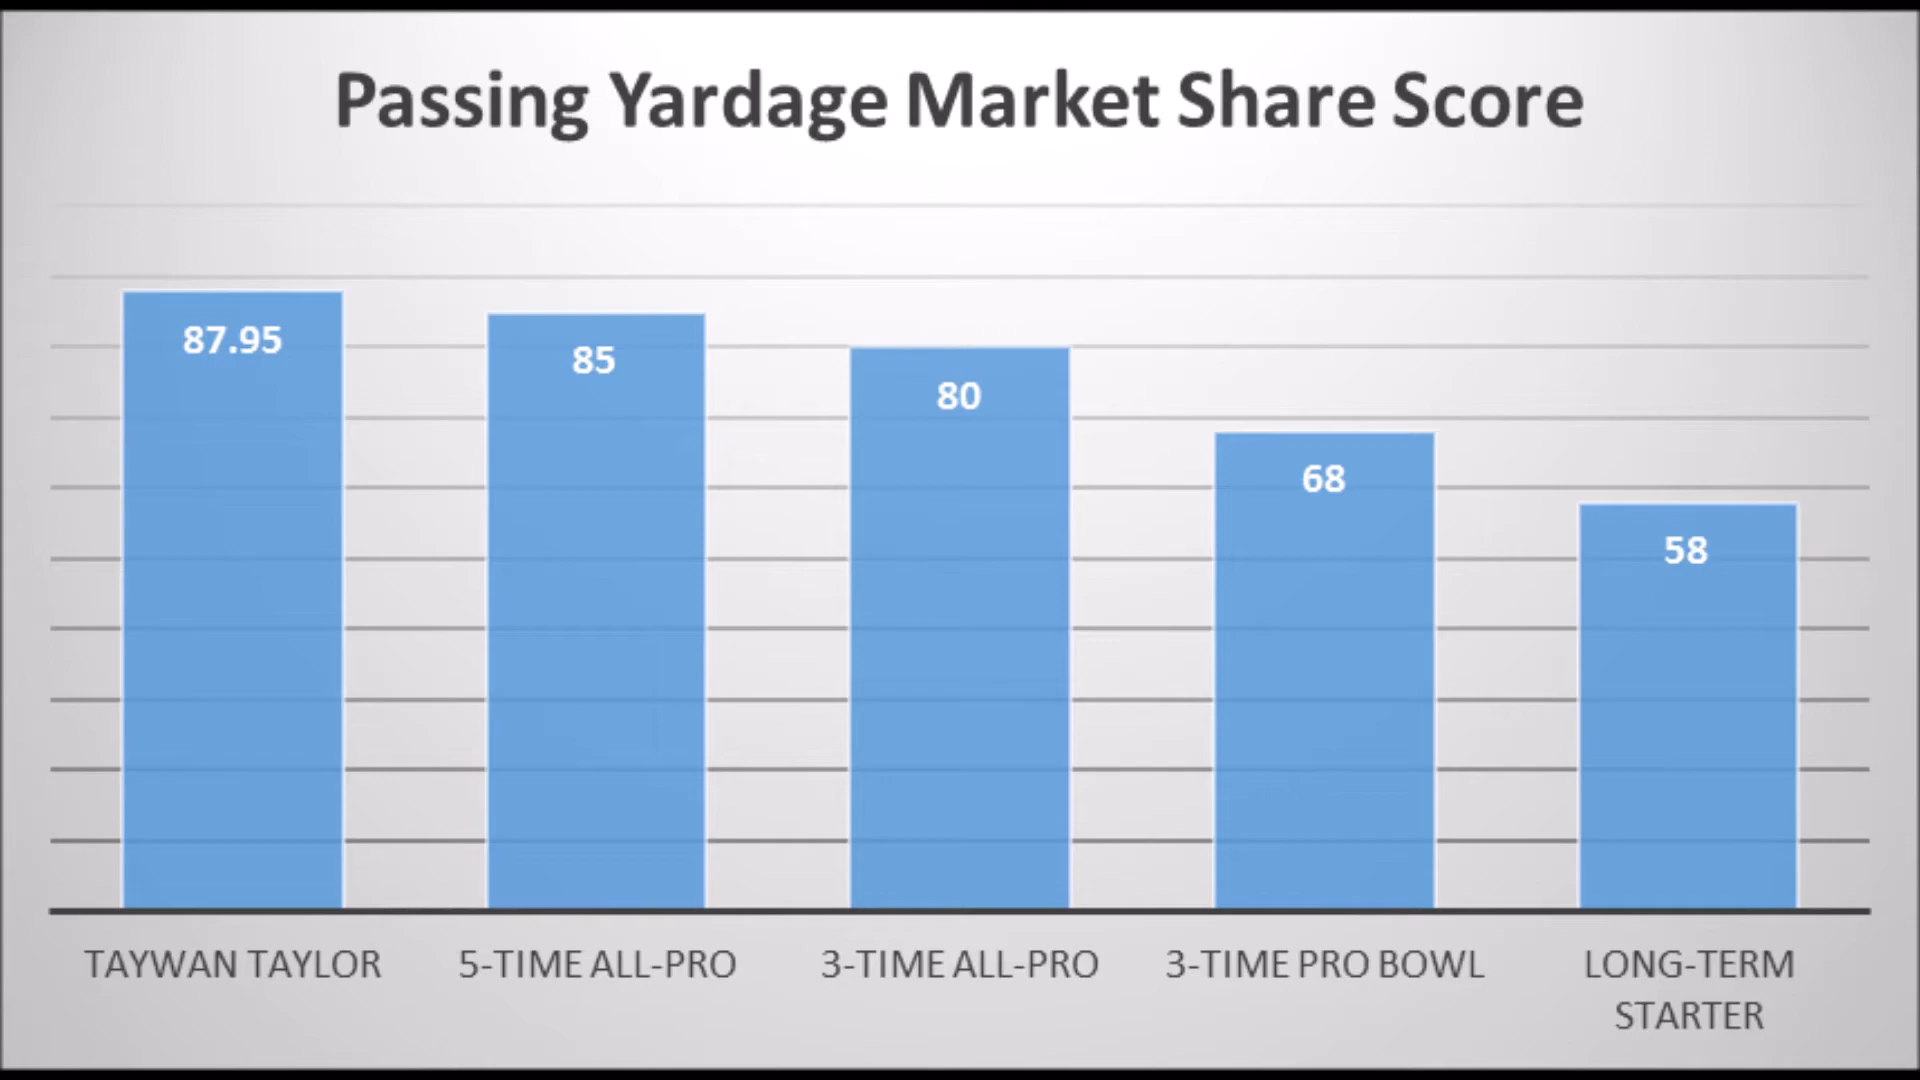 Passing Yardage Market Share Score
87.95
85
80
68
58
TAYWAN TAYLOR
5-TIME ALL-PRO
3-TIME ALL-PRO
3-TIME PRO BOWL
LONG-TERM
STARTER